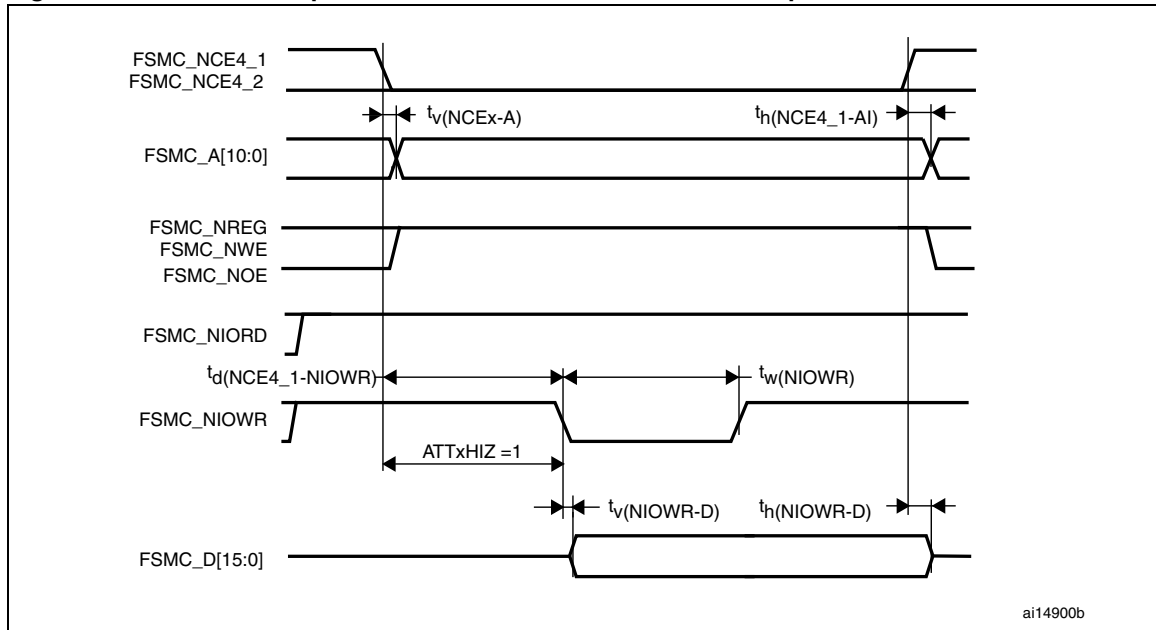 FSMC_NCE4_1
FSMC_NCE4_2
tv(NCEx-A)
th(NCE4_1-AI)
FSMC_A[10:0]
FSMC_NREG
FSMC_NWE
FSMC_NOE
FSMC_NIORD
td(NCE4_1-NIOWR)
tw(NIOWR)
FSMC_NIOWR
ATTxHIZ =1
tv(NIOWR-D)
th(NIOWR-D)
FSMC_D[15:0]
ai14900b